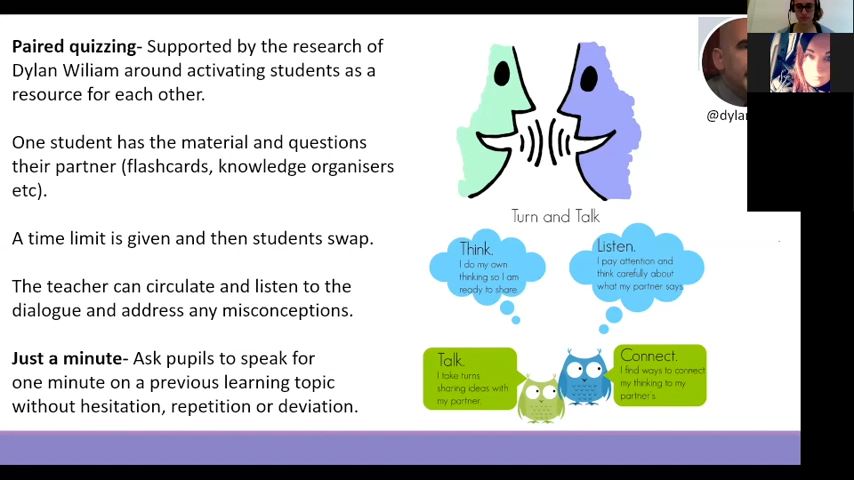 Paired quizzing- Supported by the research of
Dylan Wiliam around activating students as a
resource for each other.
One student has the material and questions
their partner (flashcards, knowledge organisers
etc).
A time limit is given and then students swap.
The teacher can circulate and listen to the
dialogue and address any misconceptions.
Just a minute- Ask pupils to speak for
one minute on a previous learning topic
without hesitation, repetition or deviation.
@dylan
Turn and Talk
Think.
I do my own
thinking so I am
ready to share.
Listen.
I pay attention and
think carefully about
what my partner says
Talk.
I take turns
sharing ideas with
my partner.
Connect.
I find ways to connect
my thinking to my
partner's